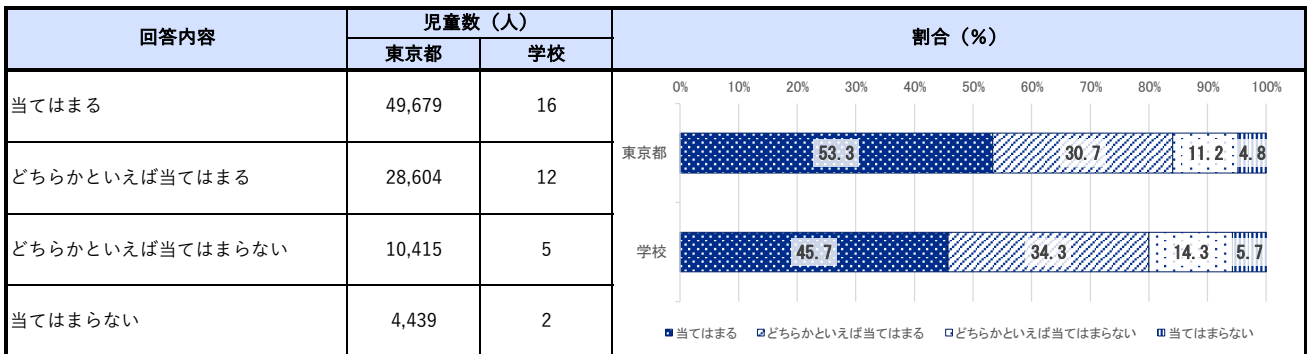 回答内容 児童数（人） 割合（％）
東京都 学校
当てはまる 49,679 16
どちらかといえば当てはまる 28,604 12
どちらかといえば当てはまらない 10,415 5
当てはまらない 4,439 2
0% 10% 20% 30% 40% 50% 60% 70% 80% 90% 100%
東京都 53.3 30.7 11.2 4.8
学校 45.7 34.3 14.3 5.7
当てはまる どちらかといえば当てはまる どちらかといえば当てはまらない 当てはまらない